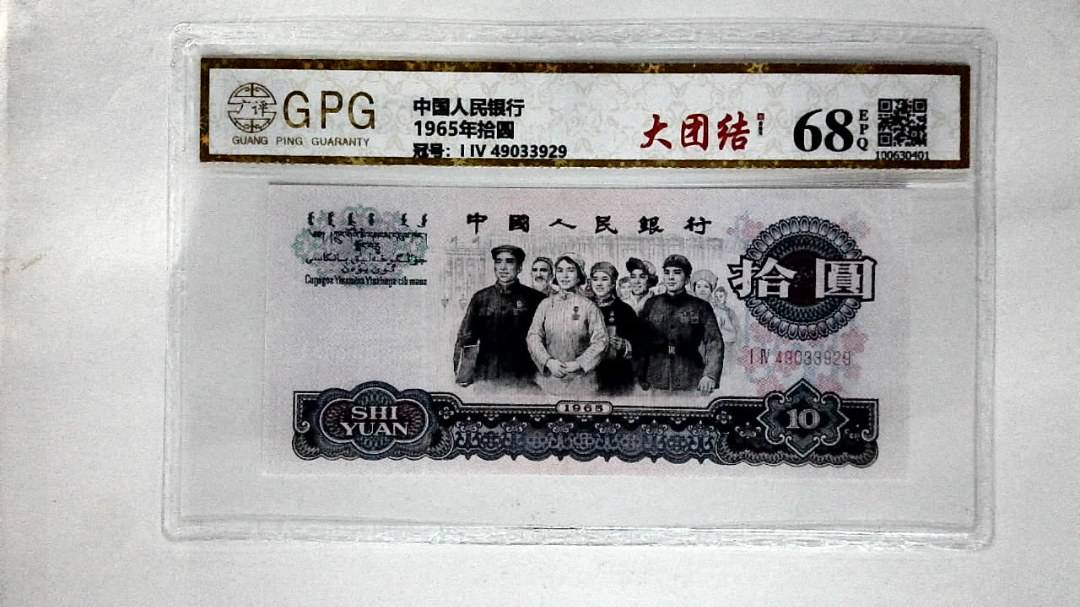 广评
GPG
GUANG PING GUARANTY
中国人民银行
1965年拾圆
冠号：I IV 49033929
大团结
68
EPQ
100630401
中國人民銀行
拾圓
I IV 49033929
1965
SHI
YUAN
10